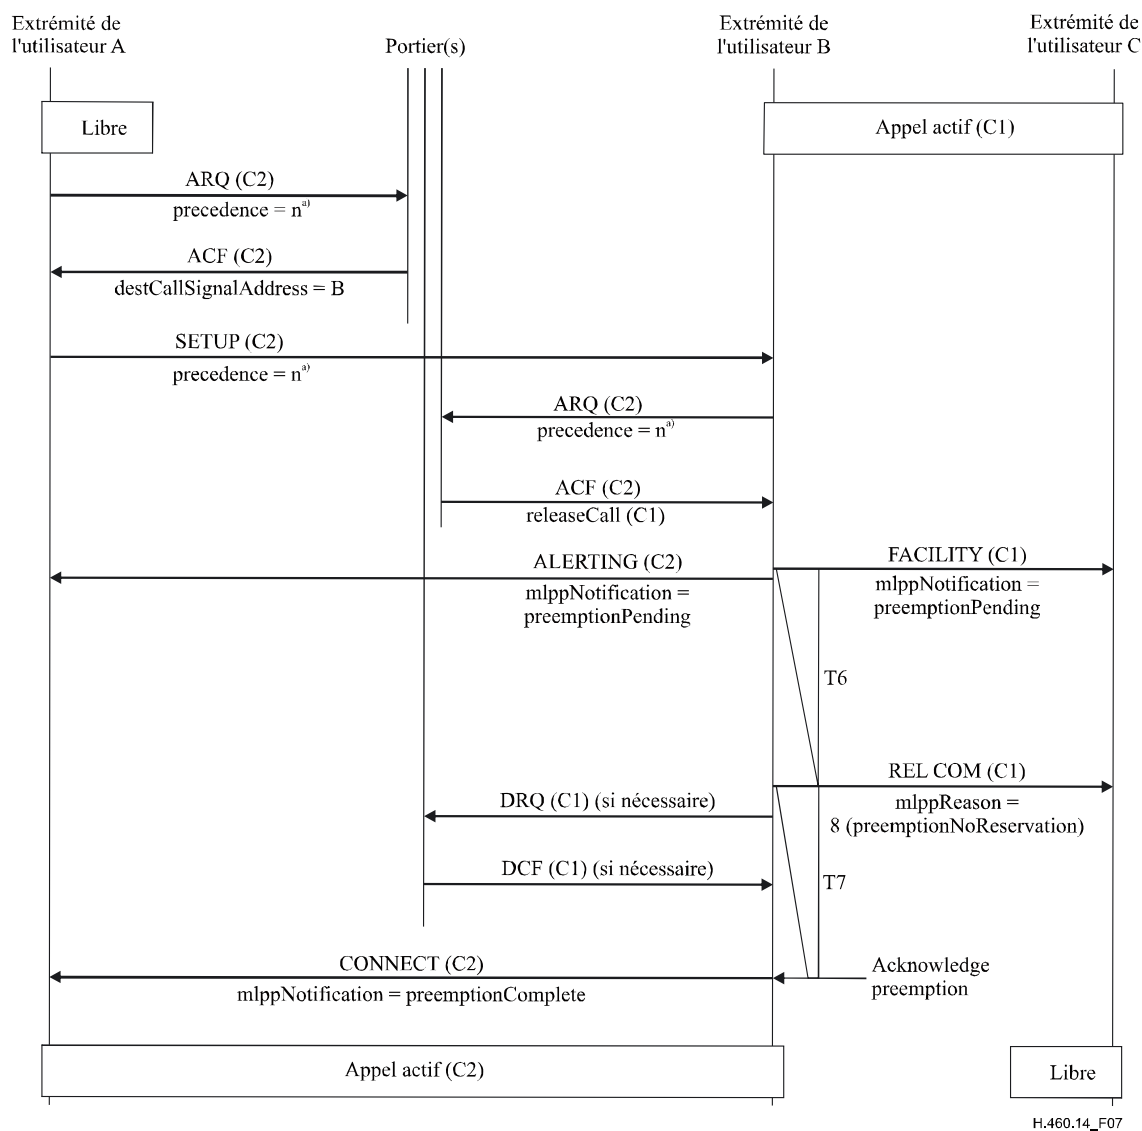 Extrémité de
l'utilisateur A
Portier(s)
Extrémité de
l'utilisateur B
Extrémité de
l'utilisateur C
Libre
Appel actif (C1)
ARQ (C2)
precedence = n a)
ACF (C2)
destCallSignalAddress = B
SETUP (C2)
precedence = n a)
ARQ (C2)
precedence = n a)
ACF (C2)
releaseCall (C1)
ALERTING (C2)
mlppNotification =
preemptionPending
FACILITY (C1)
mlppNotification =
preemptionPending
T6
REL COM (C1)
mlppReason =
8 (preemptionNoReservation)
DRQ (C1) (si nécessaire)
DCF (C1) (si nécessaire)
T7
CONNECT (C2)
mlppNotification = preemptionComplete
Acknowledge
preemption
Appel actif (C2)
Libre
H.460.14_F07